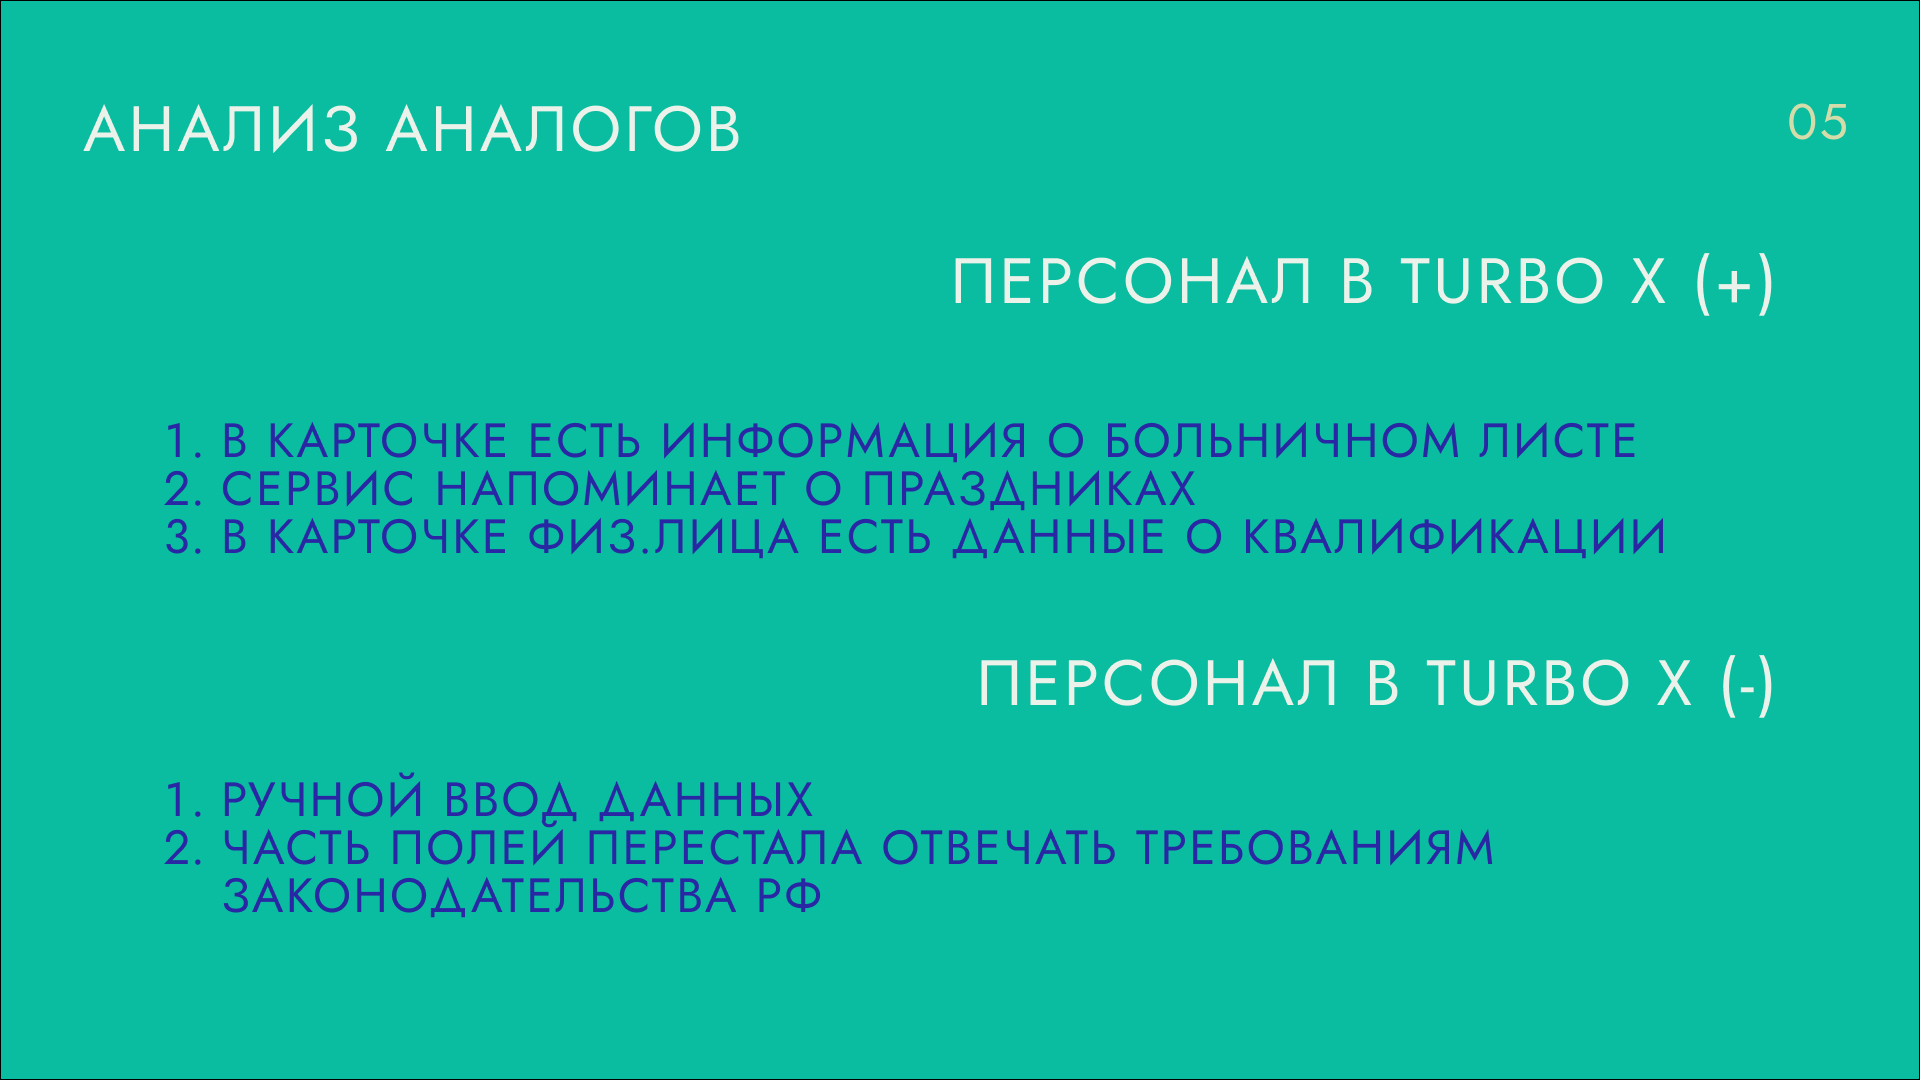 АНАЛИЗ АНАЛОГОВ
05
ПЕРСОНАЛ В TURBO X (+)
1. В КАРТОЧКЕ ЕСТЬ ИНФОРМАЦИЯ О БОЛЬНИЧНОМ ЛИСТЕ
2. СЕРВИС НАПОМИНАЕТ О ПРАЗДНИКАХ
3. В КАРТОЧКЕ ФИЗ.ЛИЦА ЕСТЬ ДАННЫЕ О КВАЛИФИКАЦИИ
ПЕРСОНАЛ В TURBO X (-)
1. РУЧНОЙ ВВОД ДАННЫХ
2. ЧАСТЬ ПОЛЕЙ ПЕРЕСТАЛА ОТВЕЧАТЬ ТРЕБОВАНИЯМ
ЗАКОНОДАТЕЛЬСТВА РФ